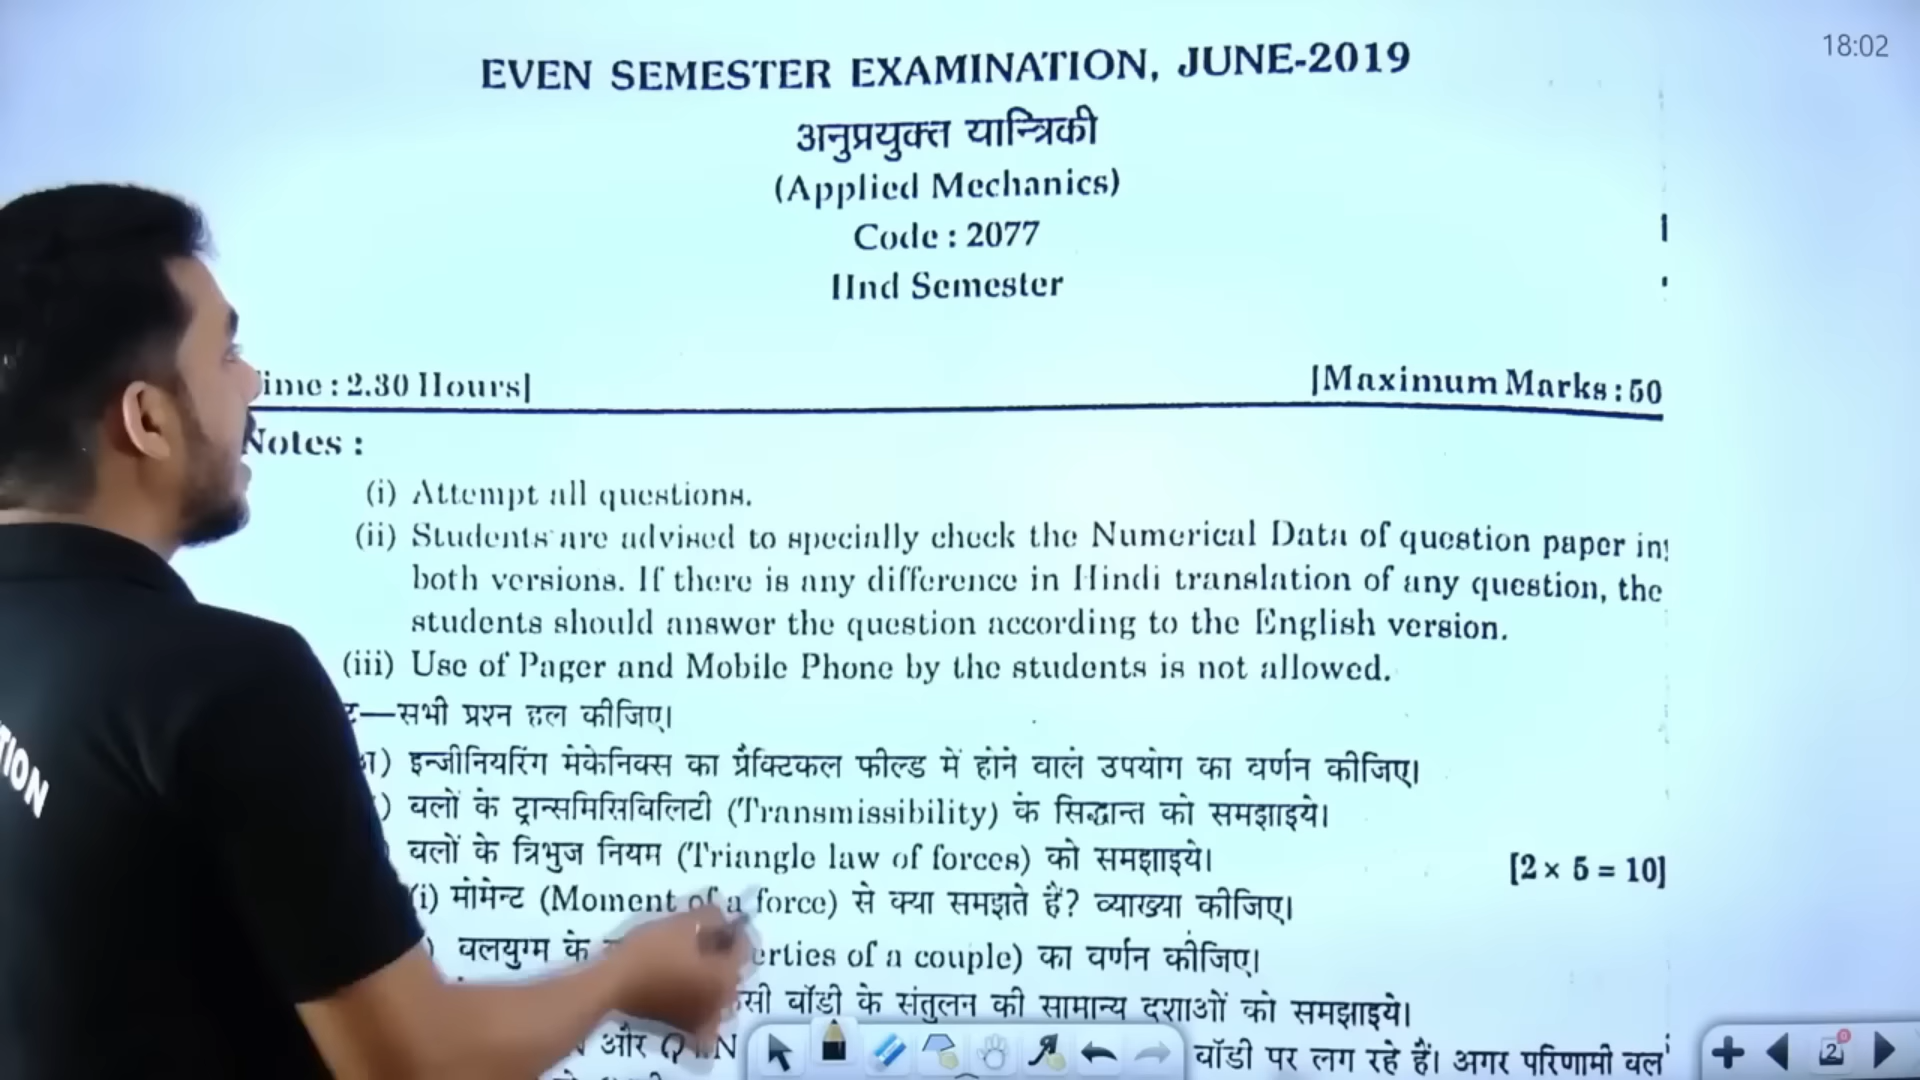 18:02
EVEN SEMESTER EXAMINATION, JUNE-2019
अनुप्रयुक्त यान्त्रिकी
(Applied Mechanics)
Code : 2077
IInd Semester
ime : 2.30 Hours]
[Maximum Marks : 50
Notes :
(i) Attempt all questions.
(ii) Students are advised to specially check the Numerical Data of question paper in
both versions. If there is any difference in Hindi translation of any question, the
students should answer the question according to the English version.
(iii) Use of Pager and Mobile Phone by the students is not allowed.
ट—सभी प्रश्न हल कीजिए।
) इन्जीनियरिंग मेकेनिक्स का प्रैक्टिकल फील्ड में होने वाले उपयोग का वर्णन कीजिए।
) बलों के ट्रान्समिसिबिलिटी (Transmissibility) के सिद्धान्त को समझाइये।
बलों के त्रिभुज नियम (Triangle law of forces) को समझाइये।
[2 × 5 = 10]
(i) मोमेन्ट (Moment of a force) से क्या समझते हैं? व्याख्या कीजिए।
) बलयुग्म के erties of a couple) का वर्णन कीजिए।
सी बॉडी के संतुलन की सामान्य दशाओं को समझाइये।
और Q बॉडी पर लग रहे हैं। अगर परिणामी बल
TION
2